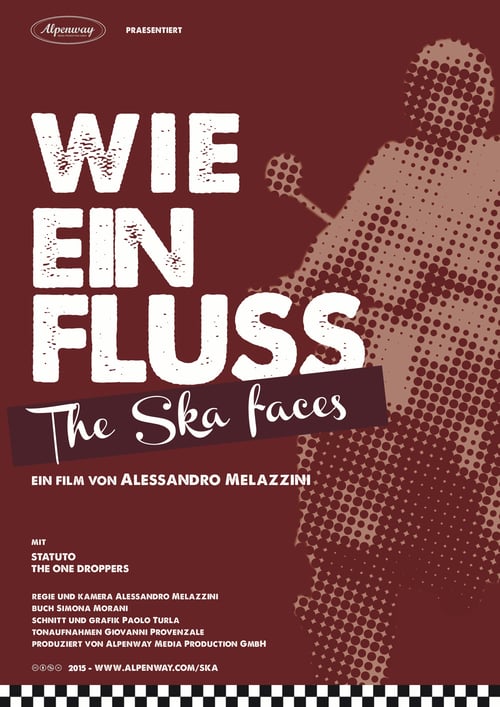 Alpenway
PRAESENTIERT
WIE
EIN
FLUSS
The Ska faces
EIN FILM VON ALESSANDRO MELAZZINI
MIT
STATUTO
THE ONE DROPPERS
REGIE UND KAMERA ALESSANDRO MELAZZINI
BUCH SIMONA MORANI
SCHNITT UND GRAFIK PAOLO TURLA
TONAUFNAHMEN GIOVANNI PROVENZALE
PRODUZIERT VON ALPENWAY MEDIA PRODUCTION GMBH
2015 - WWW.ALPENWAY.COM/SKA